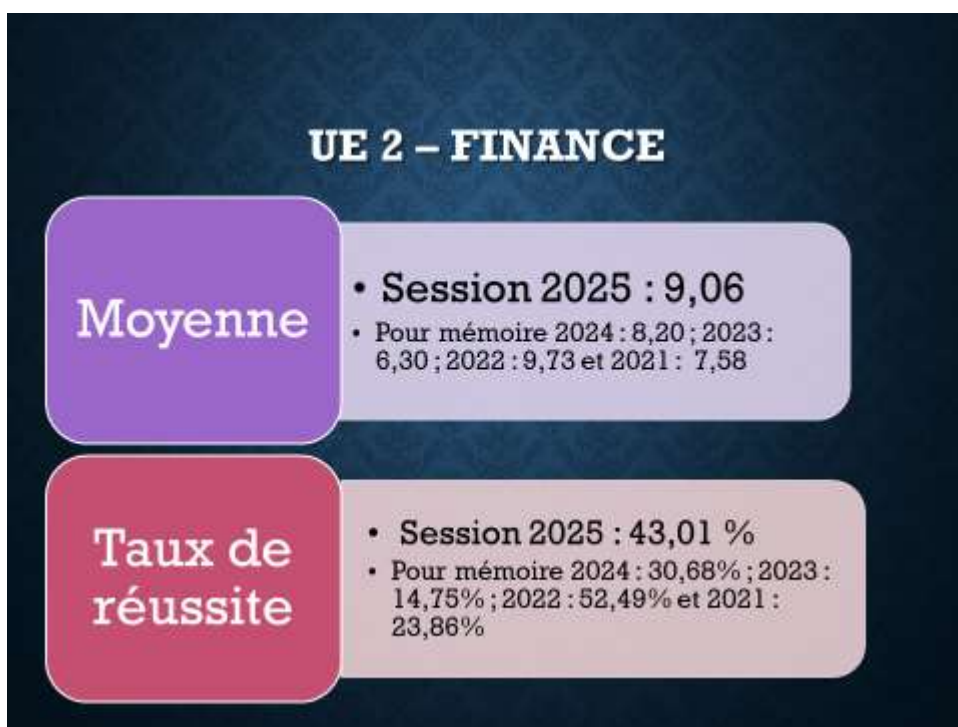 UE 2 – FINANCE
Moyenne
• Session 2025 : 9,06
• Pour mémoire 2024 : 8,20 ; 2023 :
6,30 ; 2022 : 9,73 et 2021 : 7,58
Taux de
réussite
• Session 2025 : 43,01 %
• Pour mémoire 2024 : 30,68% ; 2023 :
14,75% ; 2022 : 52,49% et 2021 :
23,86%